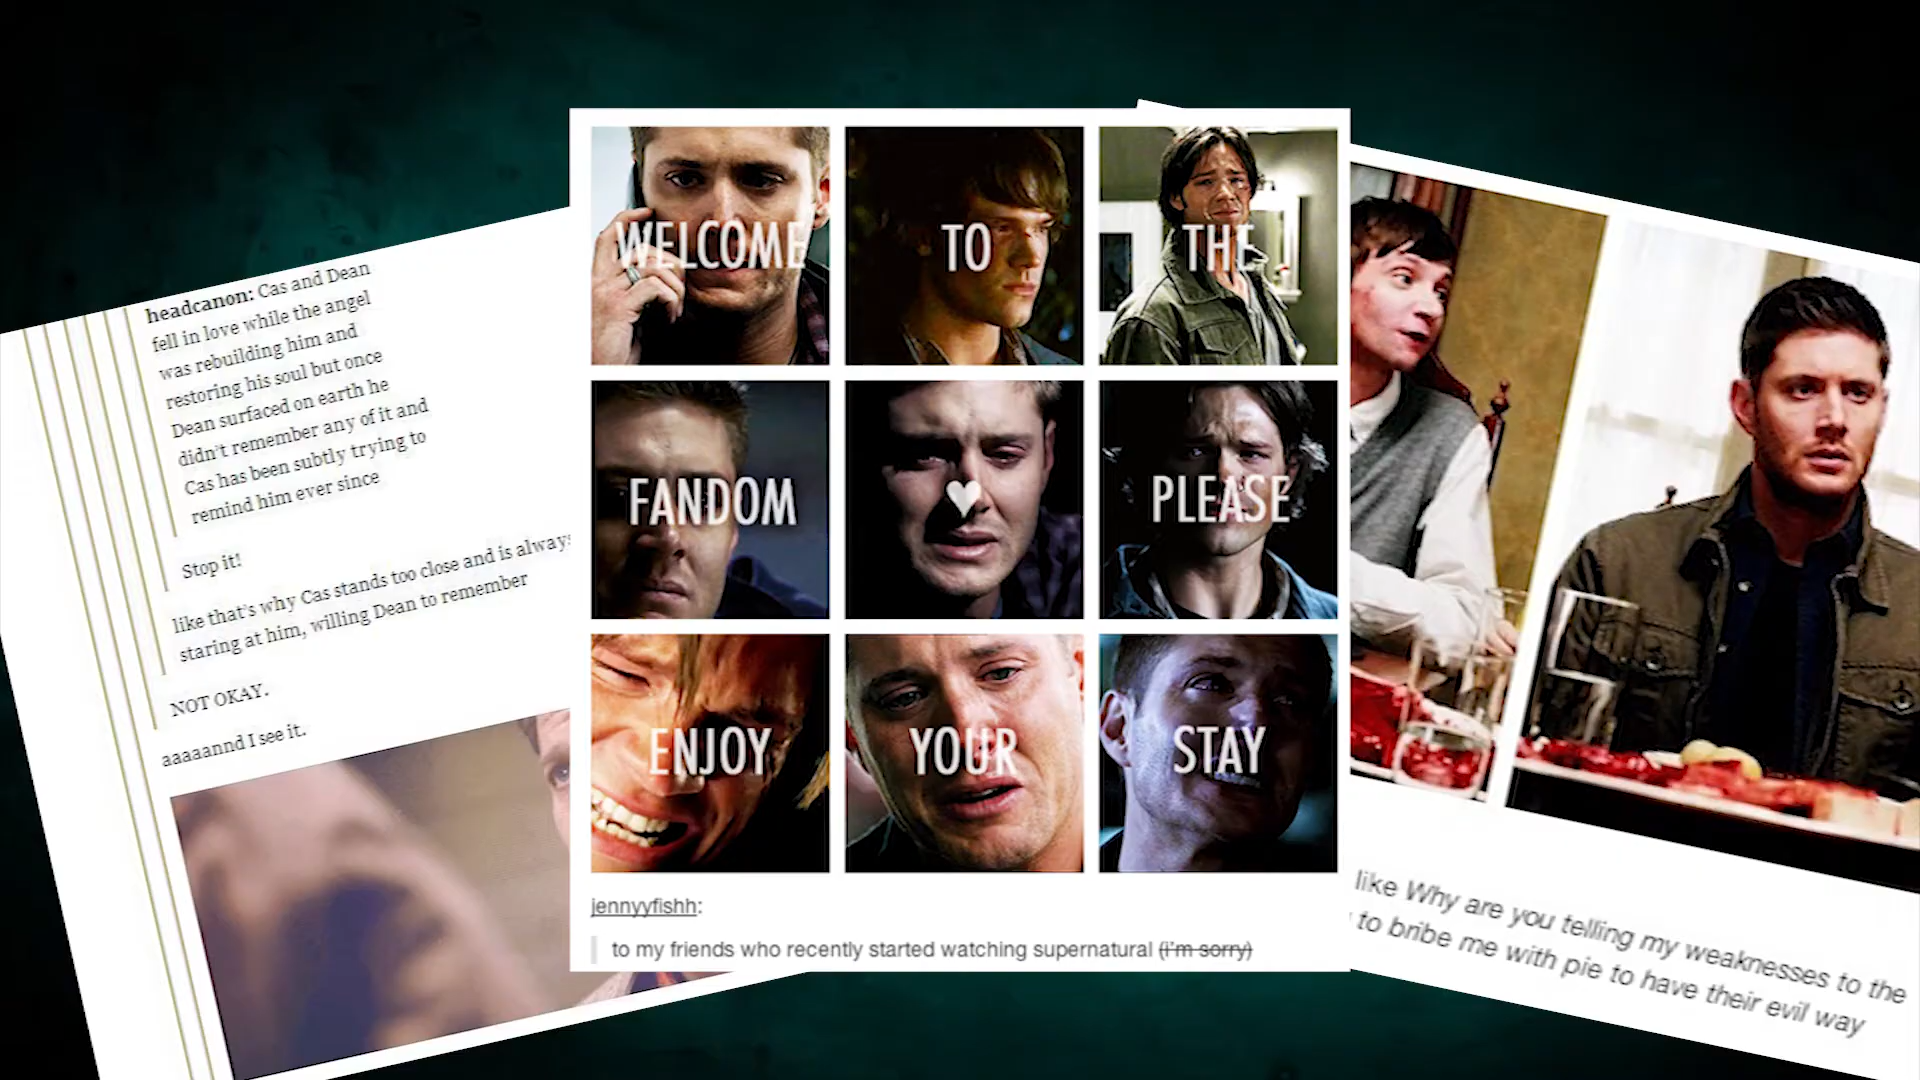 headcanon: Cas and Dean
fell in love while the angel
was rebuilding him and
restoring his soul but once
Dean surfaced on earth he
didn't remember any of it and
Cas has been subtly trying to
remind him ever since
Stop it!
like that's why Cas stands too close and is always
staring at him, willing Dean to remember
NOT OKAY.
aaaaannd I see it.
WELCOME TO THE
FANDOM ♥ PLEASE
ENJOY YOUR STAY
jennyyfishh:
to my friends who recently started watching supernatural (i'm sorry)
like Why are you telling my weaknesses to the
to bribe me with pie to have their evil way